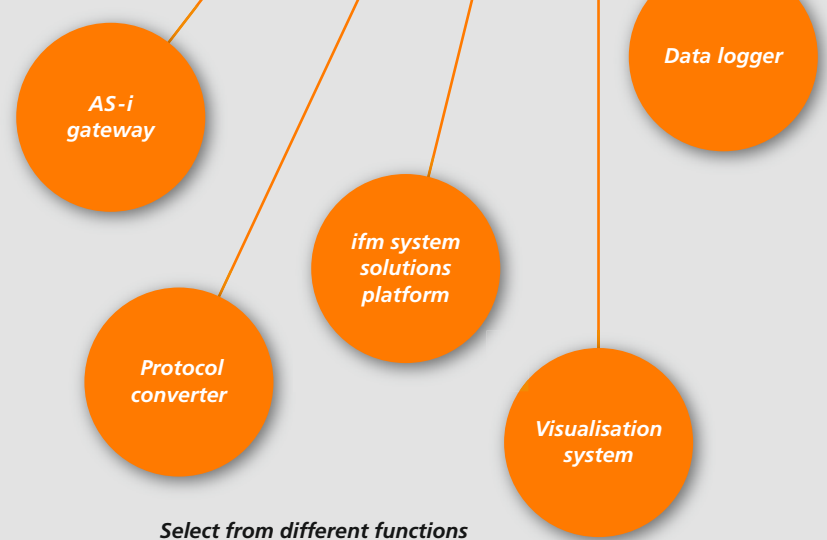 Data logger
AS-i
gateway
ifm system
solutions
platform
Protocol
converter
Visualisation
system
Select from different functions